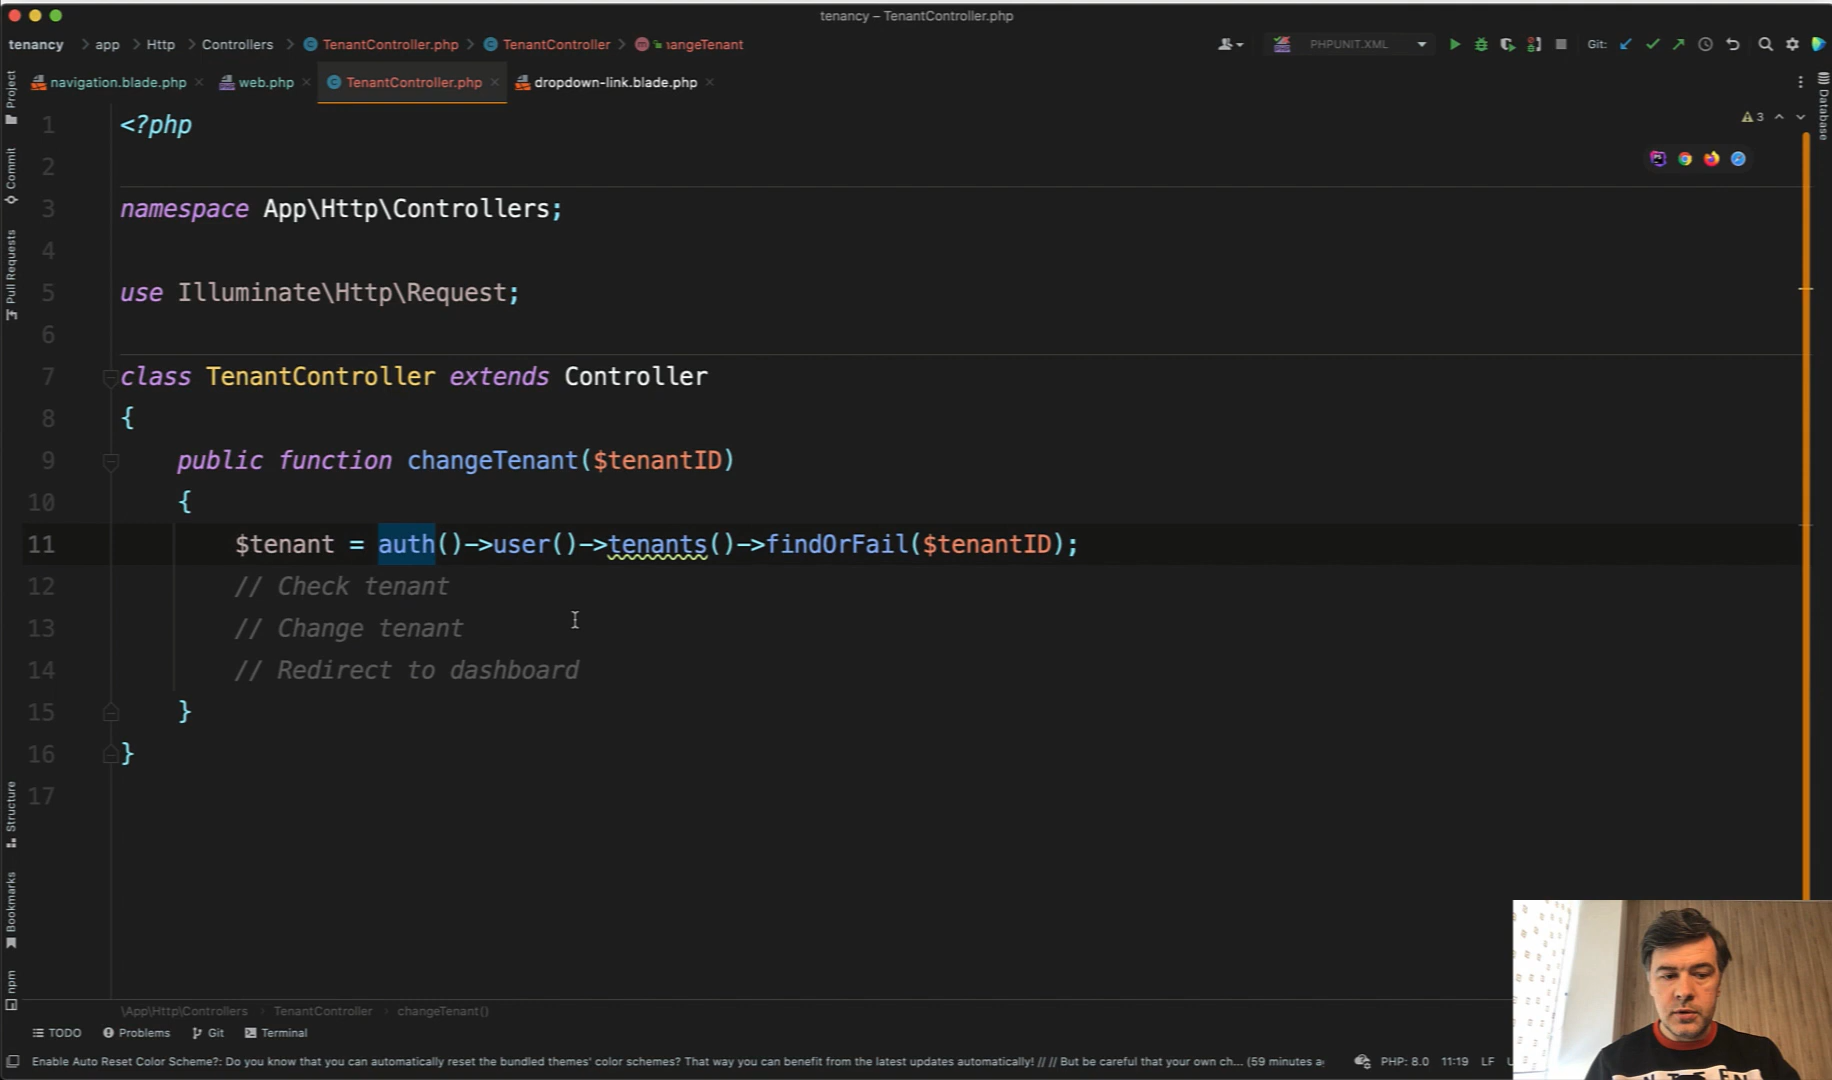 tenancy – TenantController.php
tenancy > app > Http > Controllers > TenantController.php > TenantController > hangeTenant
PHPUNIT.XML
Git:
navigation.blade.php
web.php
TenantController.php
dropdown-link.blade.php
3
Project
Commit
Pull Requests
Structure
Bookmarks
npm
Database
1 <?php
2
3 namespace App\Http\Controllers;
4
5 use Illuminate\Http\Request;
6
7 class TenantController extends Controller
8 {
9 public function changeTenant($tenantID)
10 {
11 $tenant = auth()->user()->tenants()->findOrFail($tenantID);
12 // Check tenant
13 // Change tenant
14 // Redirect to dashboard
15 }
16 }
17
\App\Http\Controllers > TenantController > changeTenant()
TODO Problems Git Terminal
Enable Auto Reset Color Scheme?: Do you know that you can automatically reset the bundled themes' color schemes? That way you can benefit from the latest updates automatically! // // But be careful that your own ch... (59 minutes a
PHP: 8.0 11:19 LF